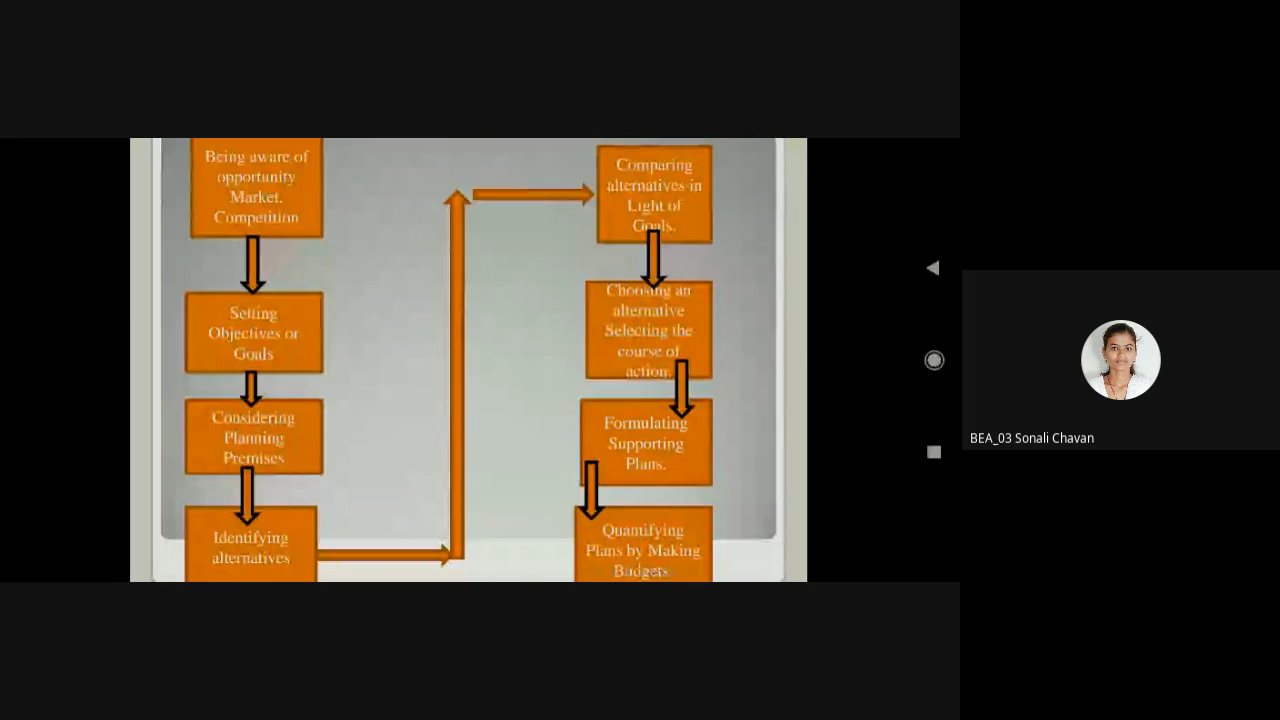 Being aware of
opportunity
Market.
Competition
Setting
Objectives or
Goals
Considering
Planning
Premises
Identifying
alternatives
Comparing
alternatives in
Light of
Goals.
Choosing an
alternative
Selecting the
course of
action.
Formulating
Supporting
Plans.
Quantifying
Plans by Making
Budgets
BEA_03 Sonali Chavan